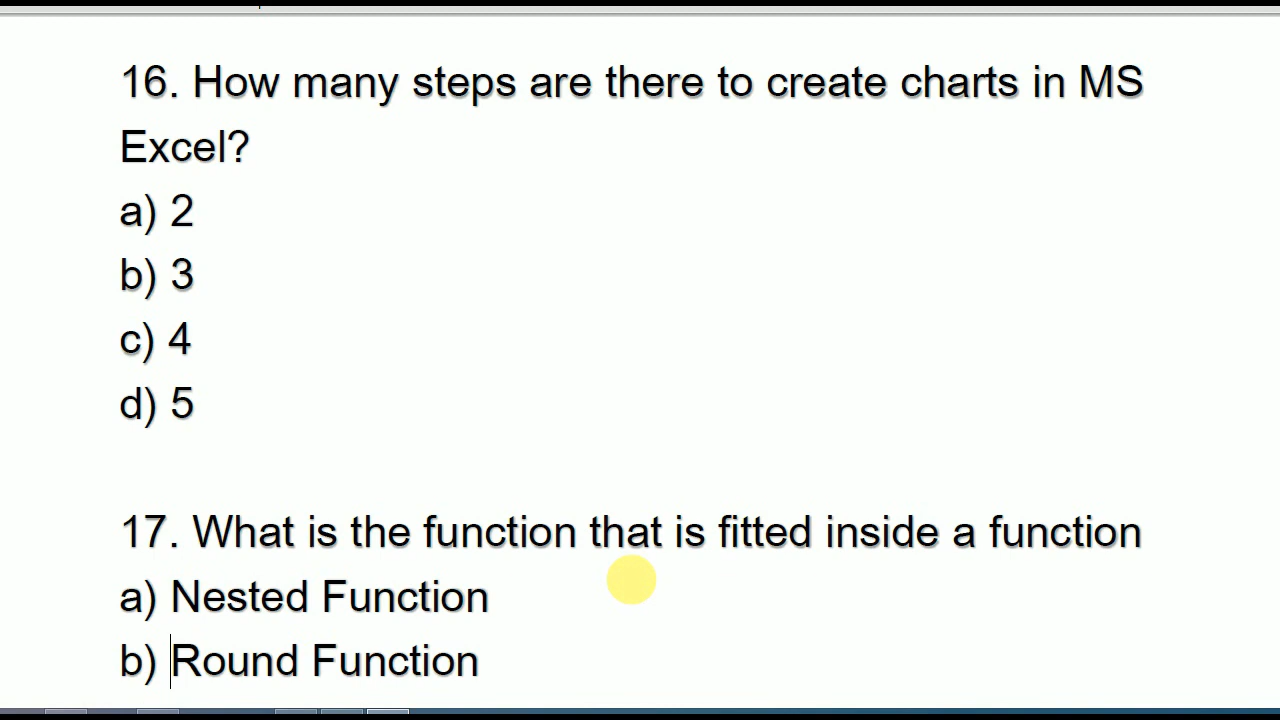 16. How many steps are there to create charts in MS
Excel?
a) 2
b) 3
c) 4
d) 5
17. What is the function that is fitted inside a function
a) Nested Function
b) Round Function